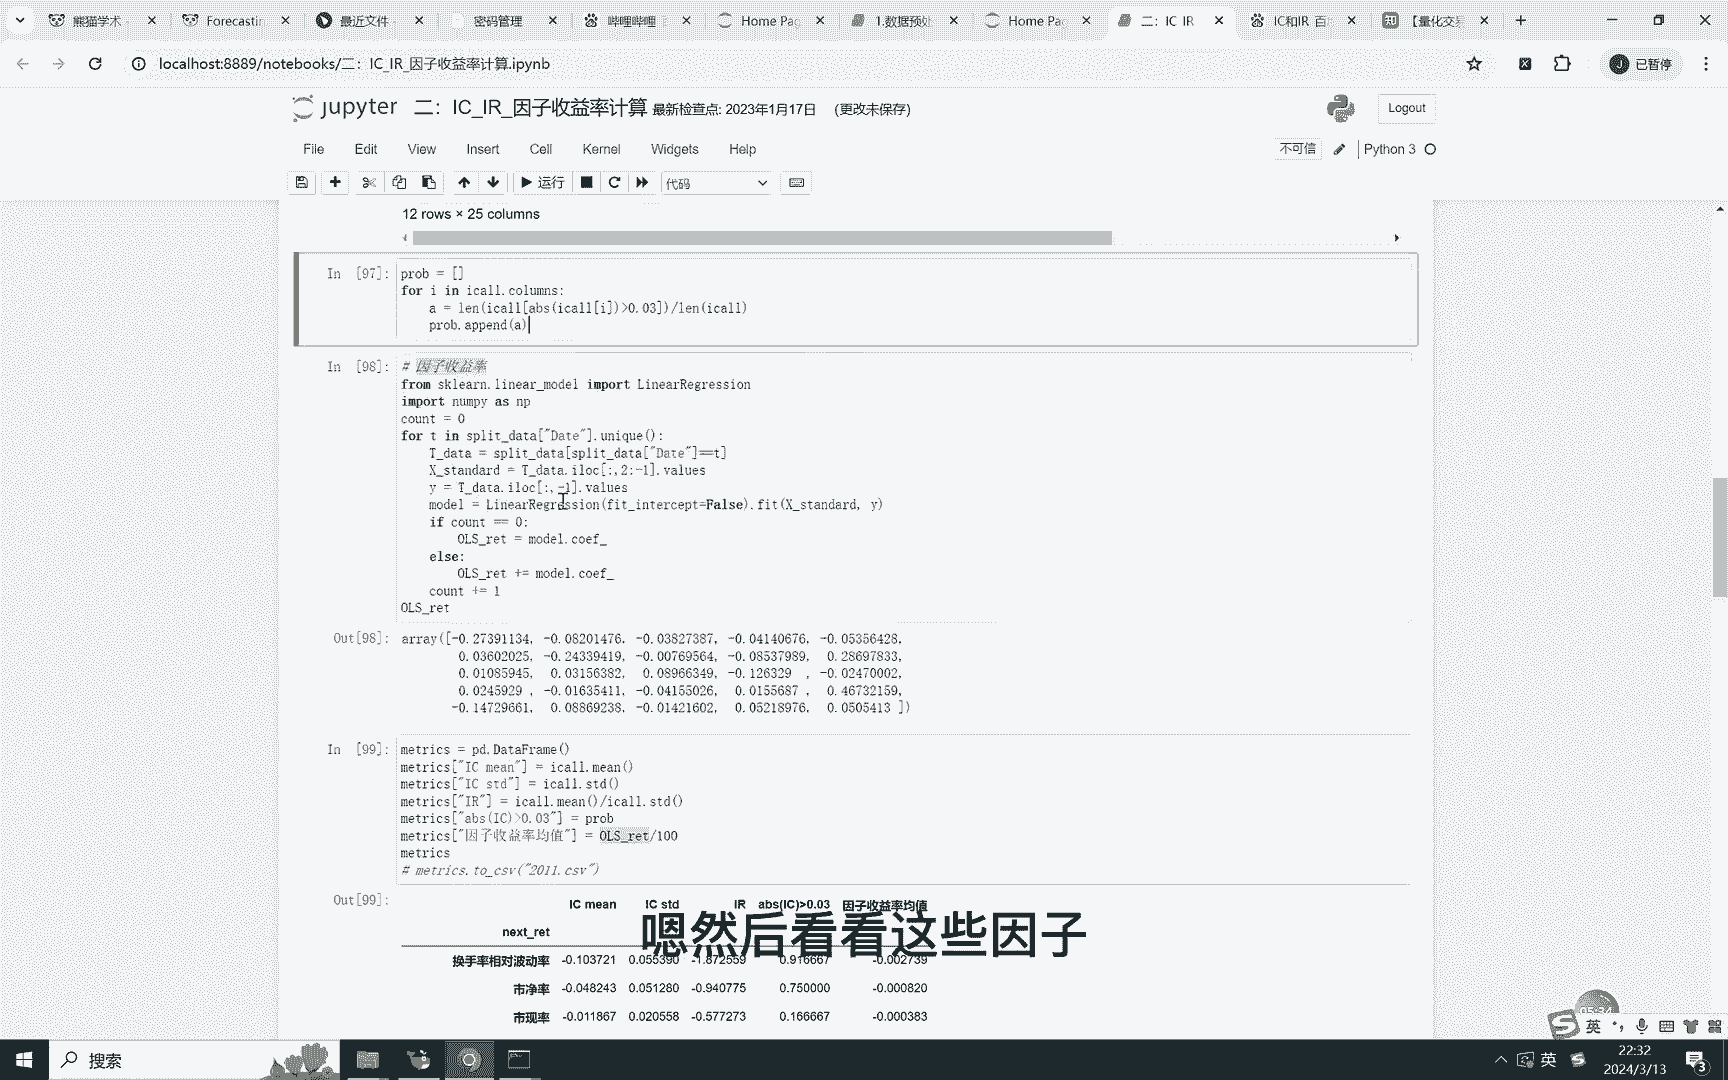 熊猫学术 -
Forecastin
最近文件 -
密码管理
哔哩哔哩
Home Pag
1.数据预处
Home Pag
二：IC_IR_
IC和IR_百
【量化交易
localhost:8889/notebooks/二：IC_IR_因子收益率计算.ipynb
已暂停
jupyter 二：IC_IR_因子收益率计算 最新检查点: 2023年1月17日 (更改未保存)
Logout
File Edit View Insert Cell Kernel Widgets Help
不可信
Python 3
运行
代码
12 rows × 25 columns
In [97]:
prob = []
for i in icall.columns:
a = len(icall[abs(icall[i])>0.03])/len(icall)
prob.append(a)
In [98]:
# 因子收益率
from sklearn.linear_model import LinearRegression
import numpy as np
count = 0
for t in split_data["Date"].unique():
T_data = split_data[split_data["Date"]==t]
X_standard = T_data.iloc[:,2:-1].values
y = T_data.iloc[:,-1].values
model = LinearRegression(fit_intercept=False).fit(X_standard, y)
if count == 0:
OLS_ret = model.coef_
else:
OLS_ret += model.coef_
count += 1
OLS_ret
Out[98]:
array([-0.27391134, -0.08201476, -0.03827387, -0.04140676, -0.05356428,
0.03602025, -0.24339419, -0.00769564, -0.08537989, 0.28697833,
0.01085945, 0.03156382, 0.08966349, -0.126329 , -0.02470002,
0.0245929 , -0.01635411, -0.04155026, 0.0155687 , 0.46732159,
-0.14729661, 0.08869238, -0.01421602, 0.05218976, 0.0505413 ])
In [99]:
metrics = pd.DataFrame()
metrics["IC mean"] = icall.mean()
metrics["IC std"] = icall.std()
metrics["IR"] = icall.mean()/icall.std()
metrics["abs(IC)>0.03"] = prob
metrics["因子收益率均值"] = OLS_ret/100
metrics
# metrics.to_csv("2011.csv")
Out[99]:
IC mean IC std IR abs(IC)>0.03 因子收益率均值
next_ret
嗯然后看看这些因子
换手率相对波动率 -0.103721 0.055390 -1.872559 0.916667 -0.002739
市净率 -0.048243 0.051280 -0.940775 0.750000 -0.000820
市现率 -0.011867 0.020558 -0.577273 0.166667 -0.000383
英
搜索
英
22:32
2024/3/13
3